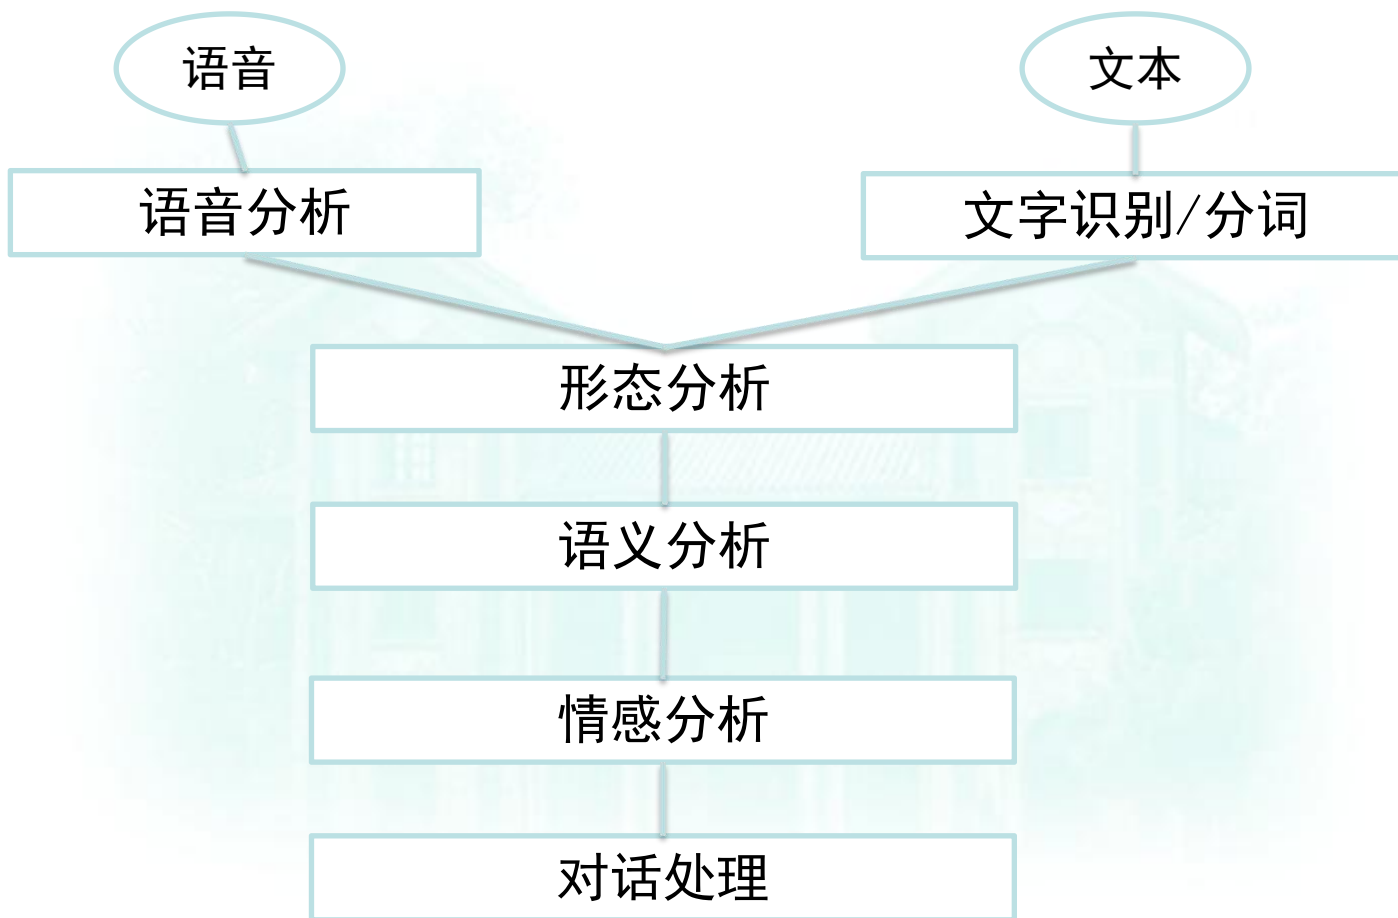 语音
文本
语音分析
文字识别/分词
形态分析
语义分析
情感分析
对话处理